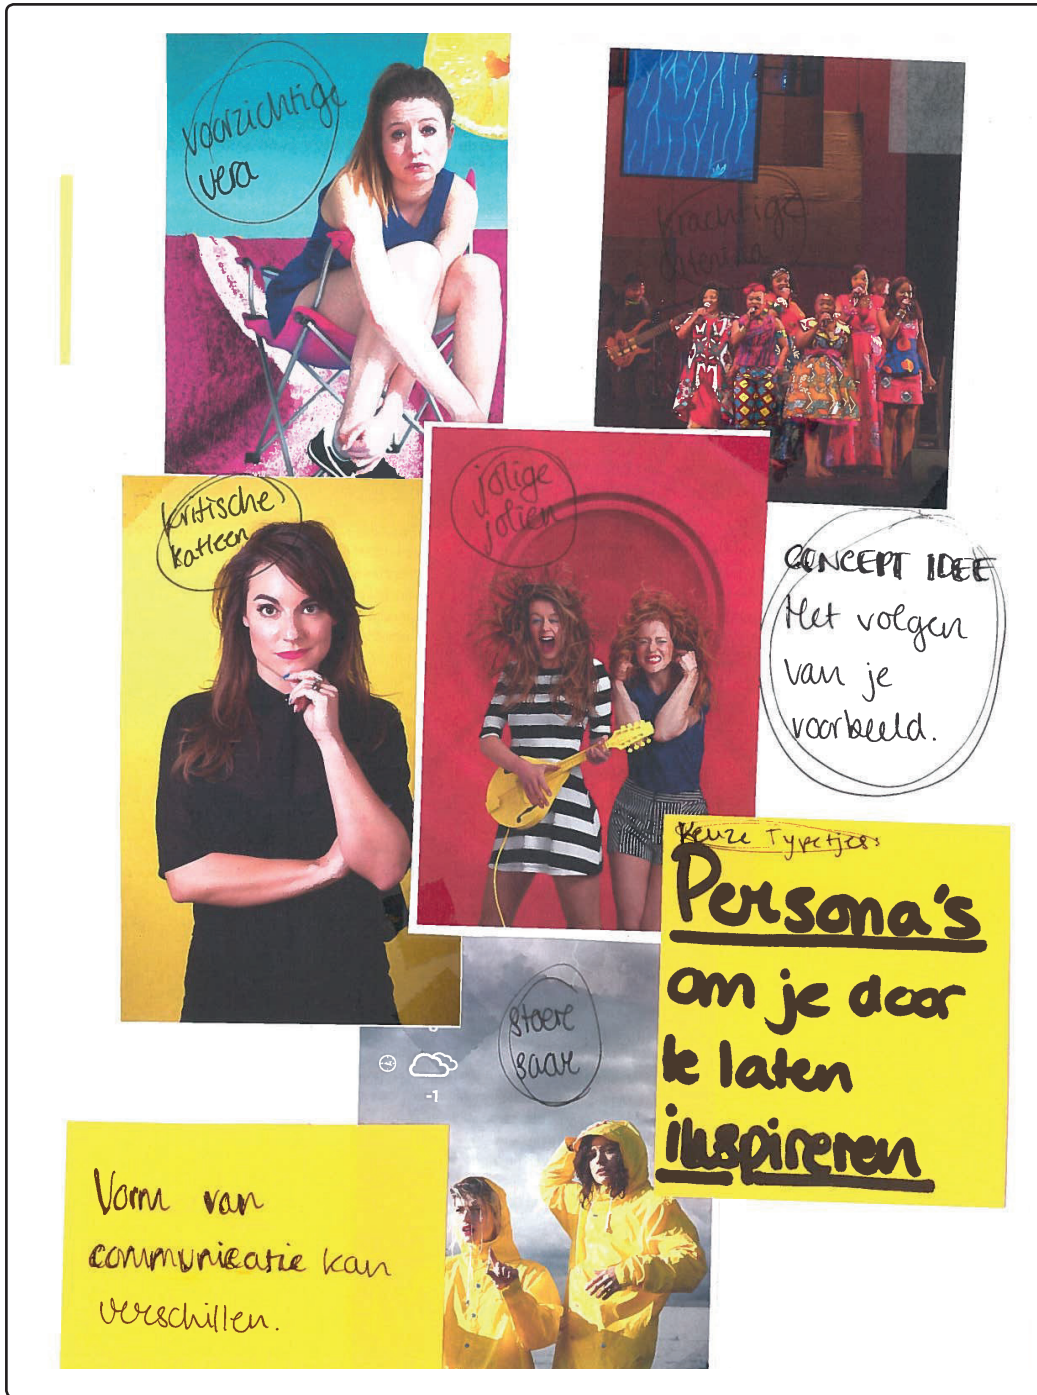 voorzichtige
vera
krachtige
kritische
katleen
jolige
jolien
CONCEPT IDEE
Het volgen
van je
voorbeeld.
Keuze Typetjes
Persona's
om je door
te laten
inspireren
stoere
saar
-1
Vorm van
communicatie kan
verschillen.